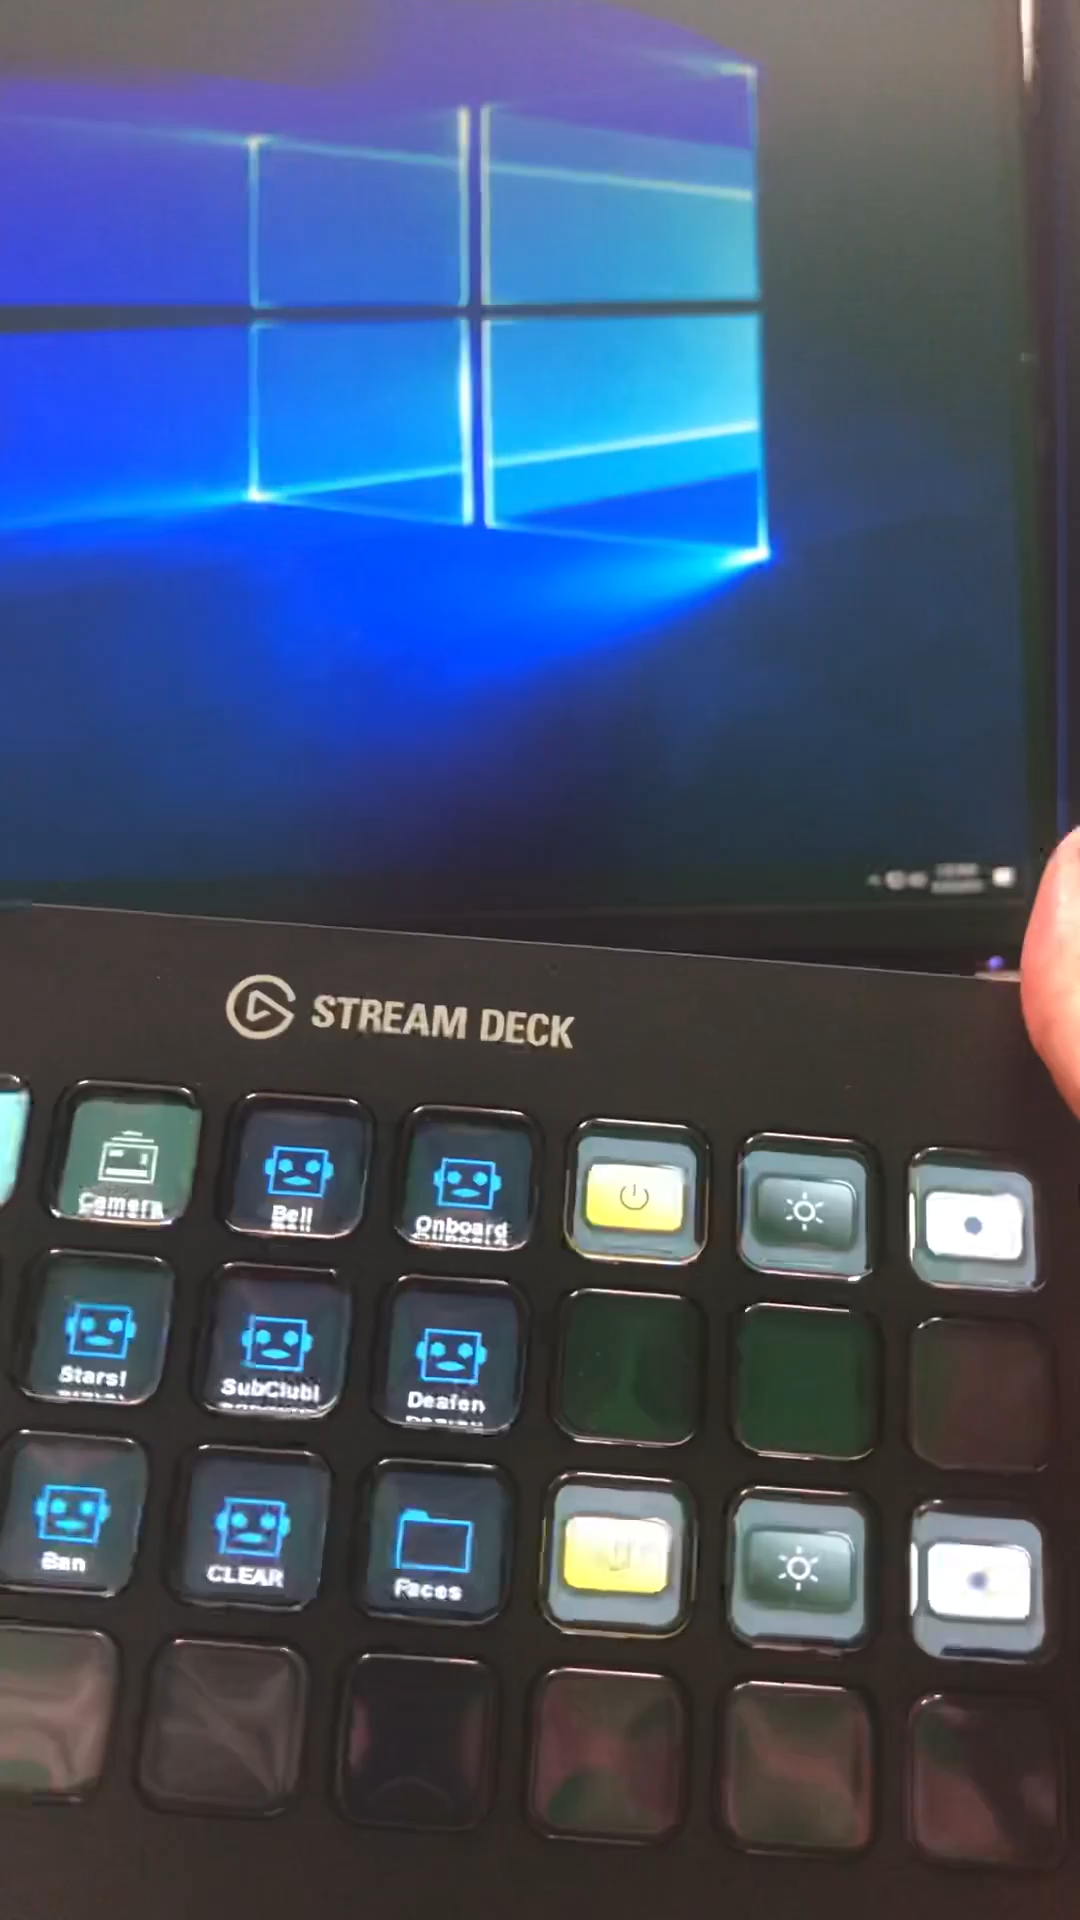 STREAM DECK
Camera
Bell
Onboard
Stars!
SubClub!
Deafen
Ban
CLEAR
Faces